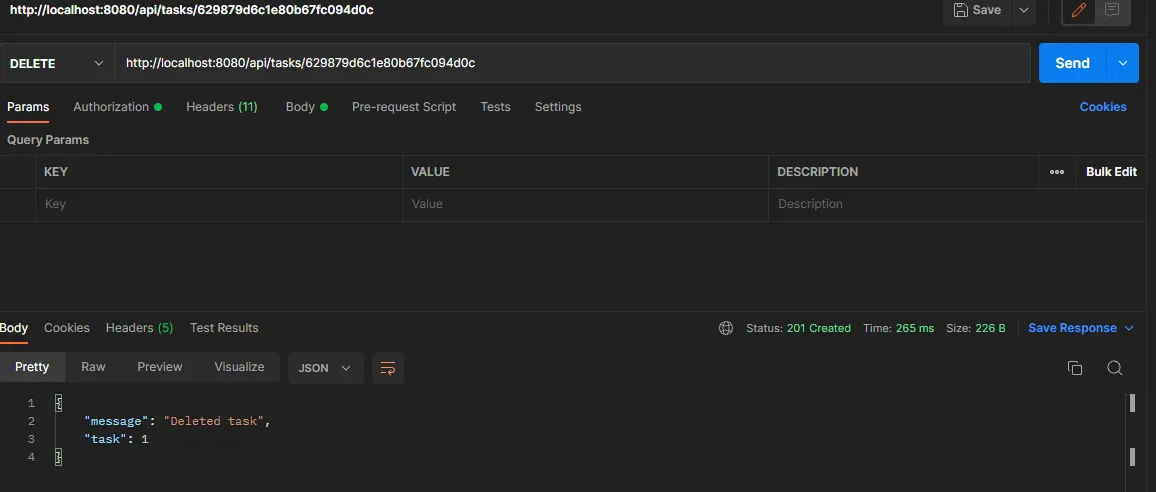 http://localhost:8080/api/tasks/629879d6c1e80b67fc094d0c Save
DELETE http://localhost:8080/api/tasks/629879d6c1e80b67fc094d0c Send
Params Authorization Headers (11) Body Pre-request Script Tests Settings Cookies
Query Params
KEY VALUE DESCRIPTION Bulk Edit
Key Value Description
Body Cookies Headers (5) Test Results Status: 201 Created Time: 265 ms Size: 226 B Save Response
Pretty Raw Preview Visualize JSON
1 {
2 "message": "Deleted task",
3 "task": 1
4 }